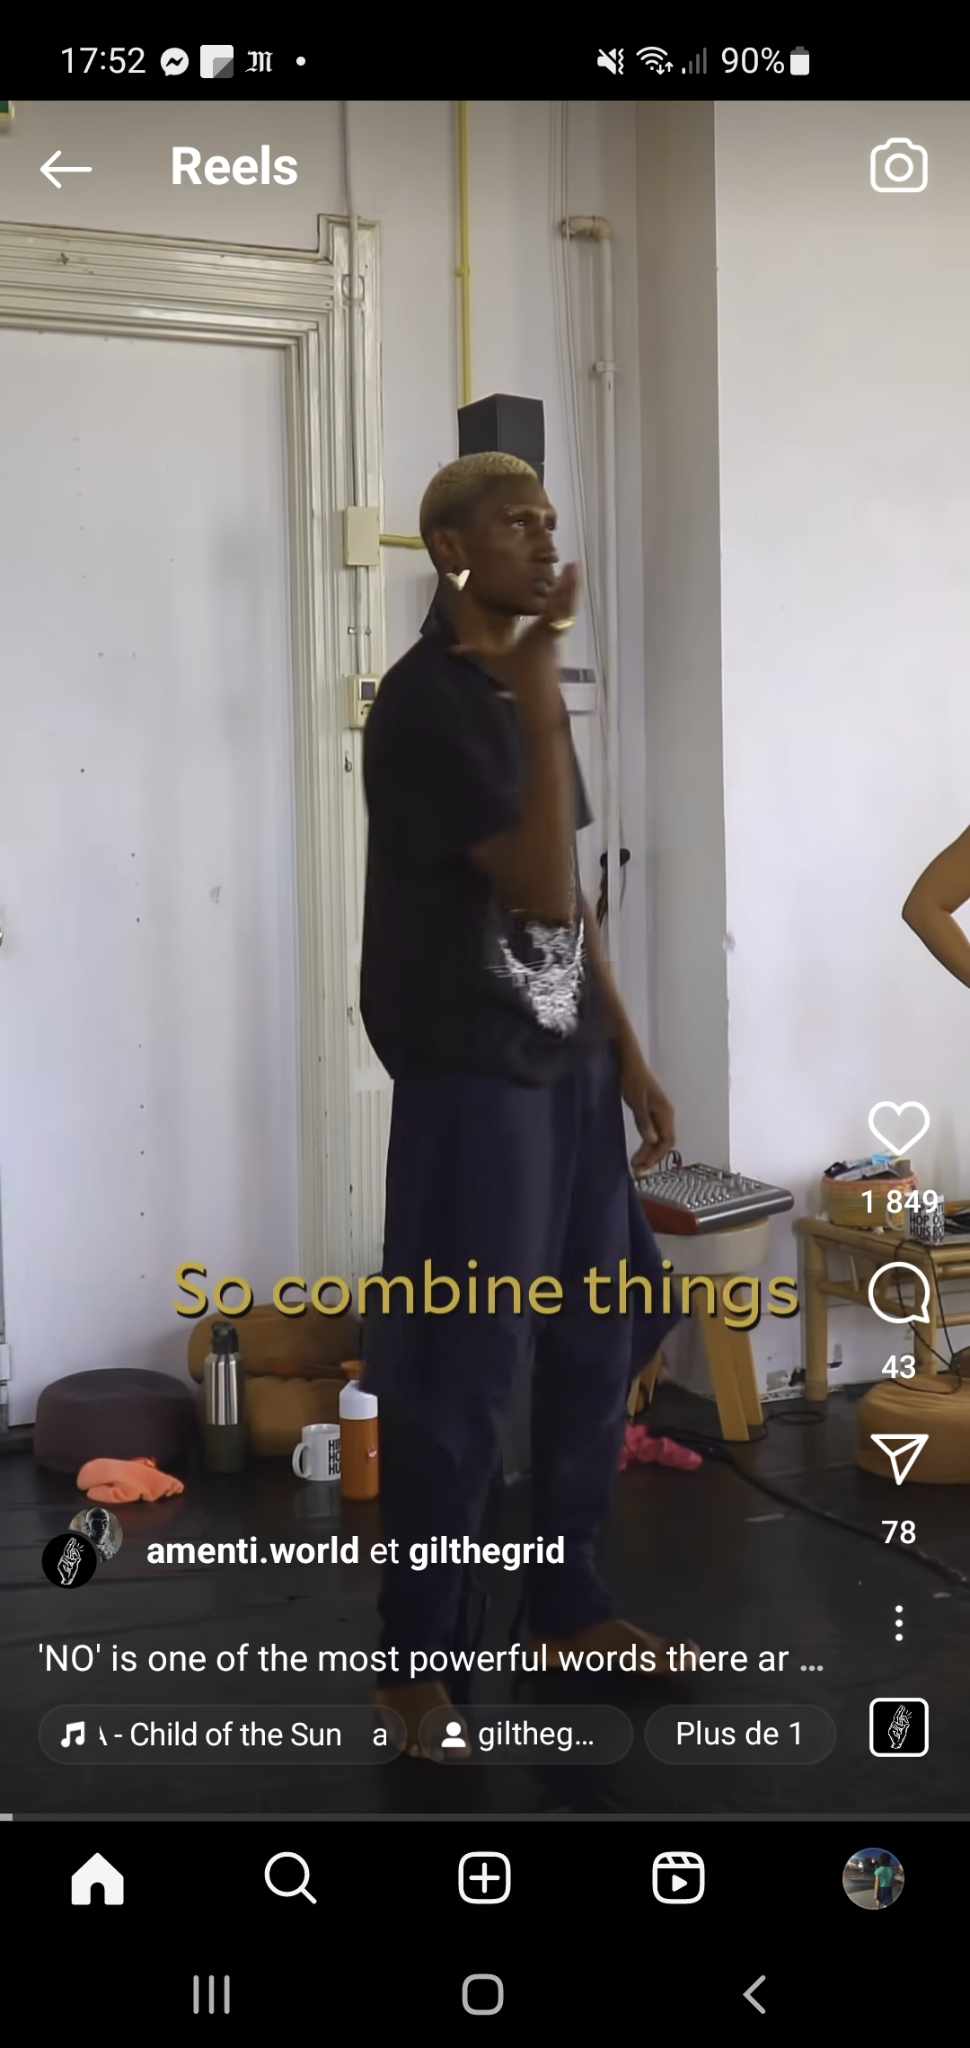 17:52
90%
Reels
1 849
So combine things
43
78
amenti.world et gilthegrid
'NO' is one of the most powerful words there ar ...
- Child of the Sun a
giltheg...
Plus de 1